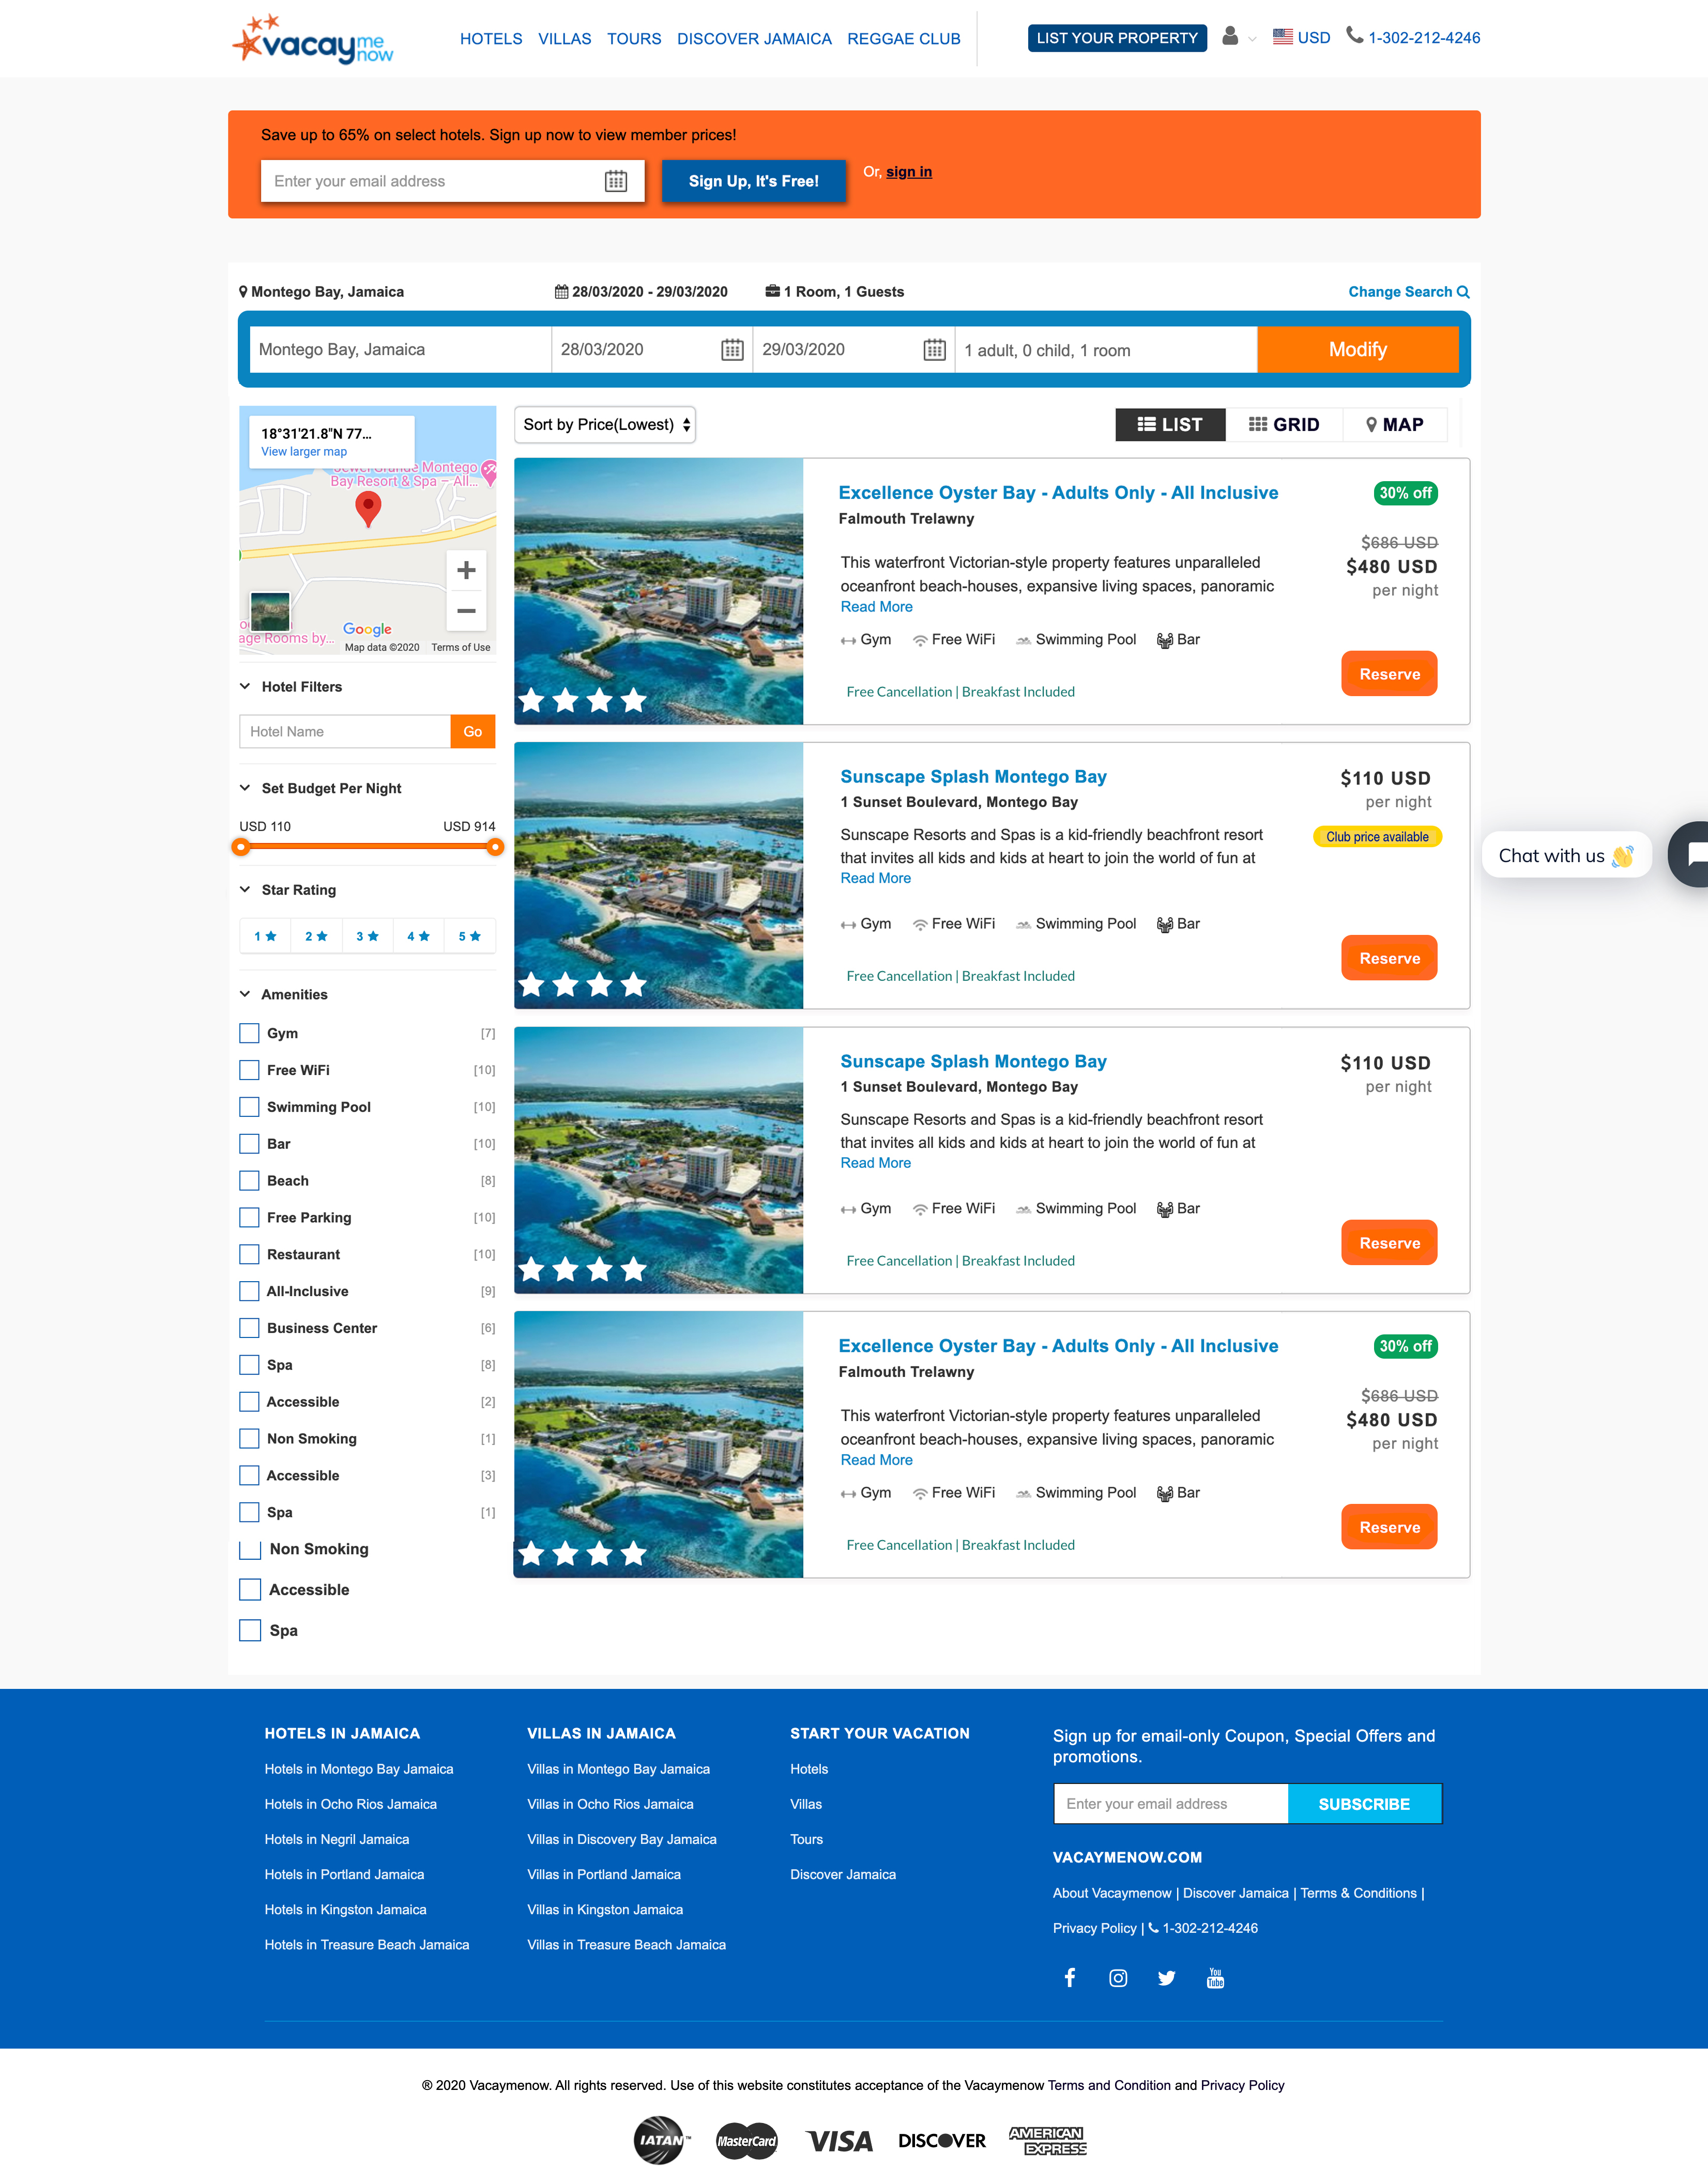 vacay me now
HOTELS VILLAS TOURS DISCOVER JAMAICA REGGAE CLUB
LIST YOUR PROPERTY
USD
1-302-212-4246
Save up to 65% on select hotels. Sign up now to view member prices!
Enter your email address
Sign Up, It's Free!
Or, sign in
Montego Bay, Jamaica
28/03/2020 - 29/03/2020
1 Room, 1 Guests
Change Search
Montego Bay, Jamaica
28/03/2020
29/03/2020
1 adult, 0 child, 1 room
Modify
18°31'21.8"N 77...
View larger map
Jewel Grande Montego
Bay Resort & Spa – All...
age Rooms by...
Google
Map data ©2020 Terms of Use
Hotel Filters
Hotel Name
Go
Set Budget Per Night
USD 110 USD 914
Star Rating
1 2 3 4 5
Amenities
Gym [7]
Free WiFi [10]
Swimming Pool [10]
Bar [10]
Beach [8]
Free Parking [10]
Restaurant [10]
All-Inclusive [9]
Business Center [6]
Spa [8]
Accessible [2]
Non Smoking [1]
Accessible [3]
Spa [1]
Non Smoking
Accessible
Spa
Sort by Price(Lowest)
LIST GRID MAP
Excellence Oyster Bay - Adults Only - All Inclusive
Falmouth Trelawny
This waterfront Victorian-style property features unparalleled
oceanfront beach-houses, expansive living spaces, panoramic
Read More
Gym Free WiFi Swimming Pool Bar
Free Cancellation | Breakfast Included
30% off
$686 USD
$480 USD
per night
Reserve
Sunscape Splash Montego Bay
1 Sunset Boulevard, Montego Bay
Sunscape Resorts and Spas is a kid-friendly beachfront resort
that invites all kids and kids at heart to join the world of fun at
Read More
Gym Free WiFi Swimming Pool Bar
Free Cancellation | Breakfast Included
$110 USD
per night
Club price available
Reserve
Chat with us
Sunscape Splash Montego Bay
1 Sunset Boulevard, Montego Bay
Sunscape Resorts and Spas is a kid-friendly beachfront resort
that invites all kids and kids at heart to join the world of fun at
Read More
Gym Free WiFi Swimming Pool Bar
Free Cancellation | Breakfast Included
$110 USD
per night
Reserve
Excellence Oyster Bay - Adults Only - All Inclusive
Falmouth Trelawny
This waterfront Victorian-style property features unparalleled
oceanfront beach-houses, expansive living spaces, panoramic
Read More
Gym Free WiFi Swimming Pool Bar
Free Cancellation | Breakfast Included
30% off
$686 USD
$480 USD
per night
Reserve
HOTELS IN JAMAICA
Hotels in Montego Bay Jamaica
Hotels in Ocho Rios Jamaica
Hotels in Negril Jamaica
Hotels in Portland Jamaica
Hotels in Kingston Jamaica
Hotels in Treasure Beach Jamaica
VILLAS IN JAMAICA
Villas in Montego Bay Jamaica
Villas in Ocho Rios Jamaica
Villas in Discovery Bay Jamaica
Villas in Portland Jamaica
Villas in Kingston Jamaica
Villas in Treasure Beach Jamaica
START YOUR VACATION
Hotels
Villas
Tours
Discover Jamaica
Sign up for email-only Coupon, Special Offers and
promotions.
Enter your email address
SUBSCRIBE
VACAYMENOW.COM
About Vacaymenow | Discover Jamaica | Terms & Conditions |
Privacy Policy | 1-302-212-4246
You Tube
® 2020 Vacaymenow. All rights reserved. Use of this website constitutes acceptance of the Vacaymenow Terms and Condition and Privacy Policy
IATAN™ MasterCard VISA DISCOVER AMERICAN EXPRESS